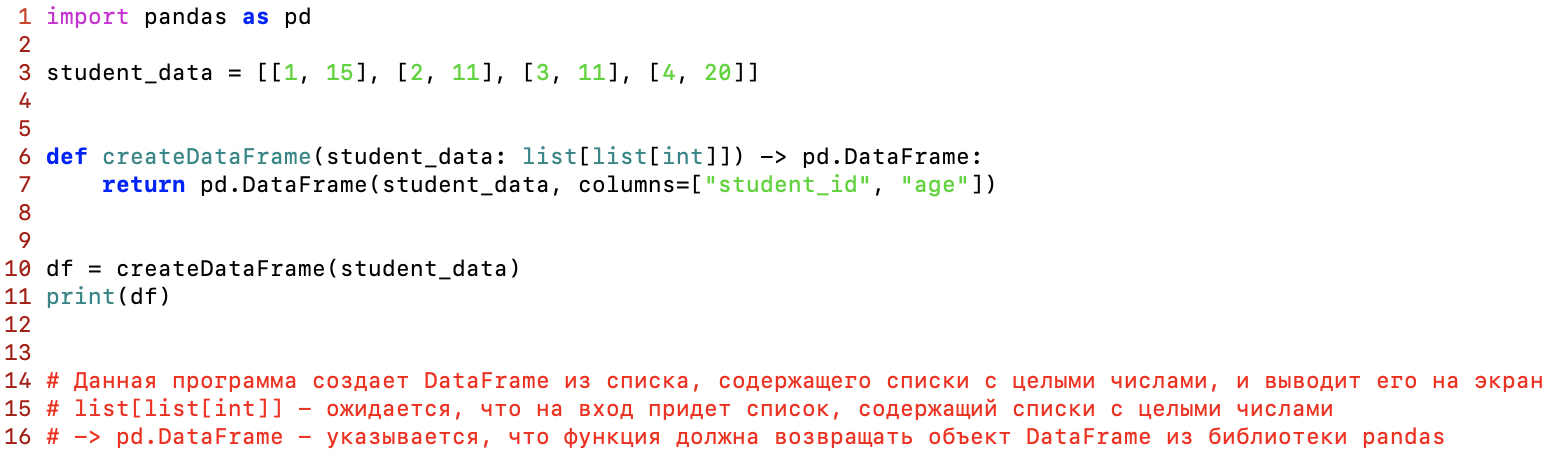 1 import pandas as pd
2
3 student_data = [[1, 15], [2, 11], [3, 11], [4, 20]]
4
5
6 def createDataFrame(student_data: list[list[int]]) -> pd.DataFrame:
7     return pd.DataFrame(student_data, columns=["student_id", "age"])
8
9
10 df = createDataFrame(student_data)
11 print(df)
12
13
14 # Данная программа создает DataFrame из списка, содержащего списки с целыми числами, и выводит его на экран
15 # list[list[int]] – ожидается, что на вход придет список, содержащий списки с целыми числами
16 # -> pd.DataFrame – указывается, что функция должна возвращать объект DataFrame из библиотеки pandas